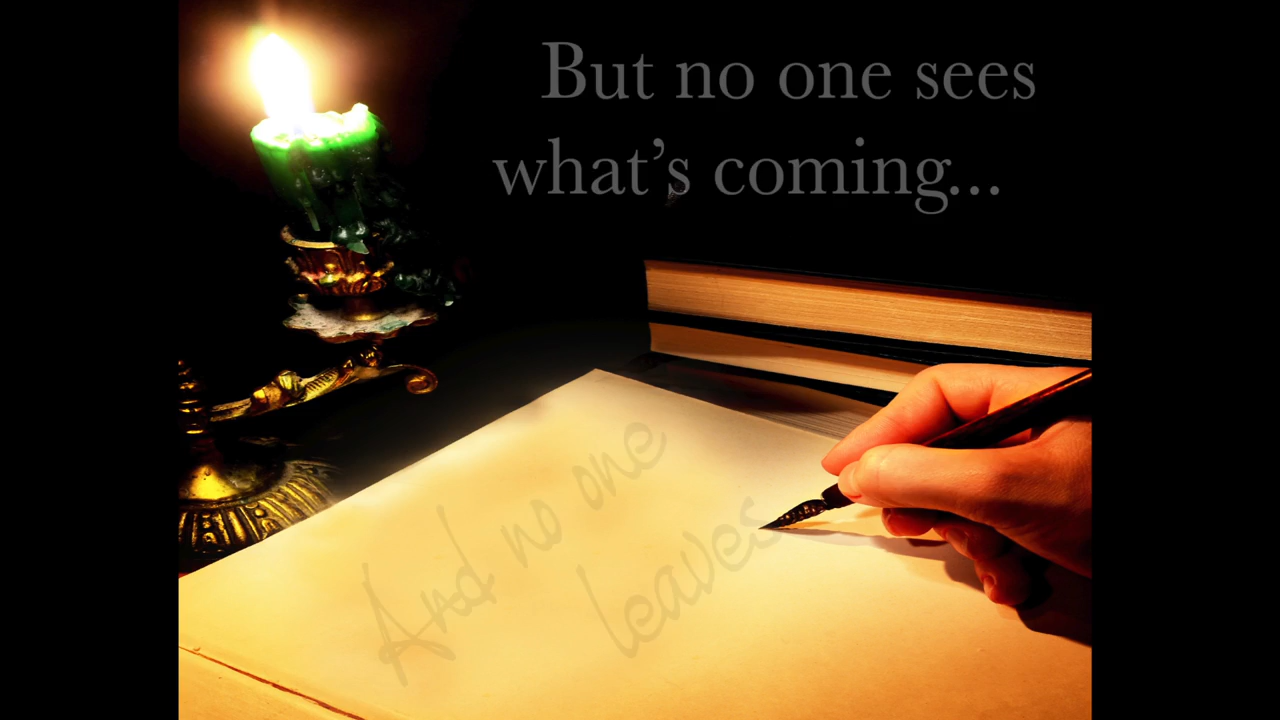 But no one sees
what’s coming...
And no one
leaves